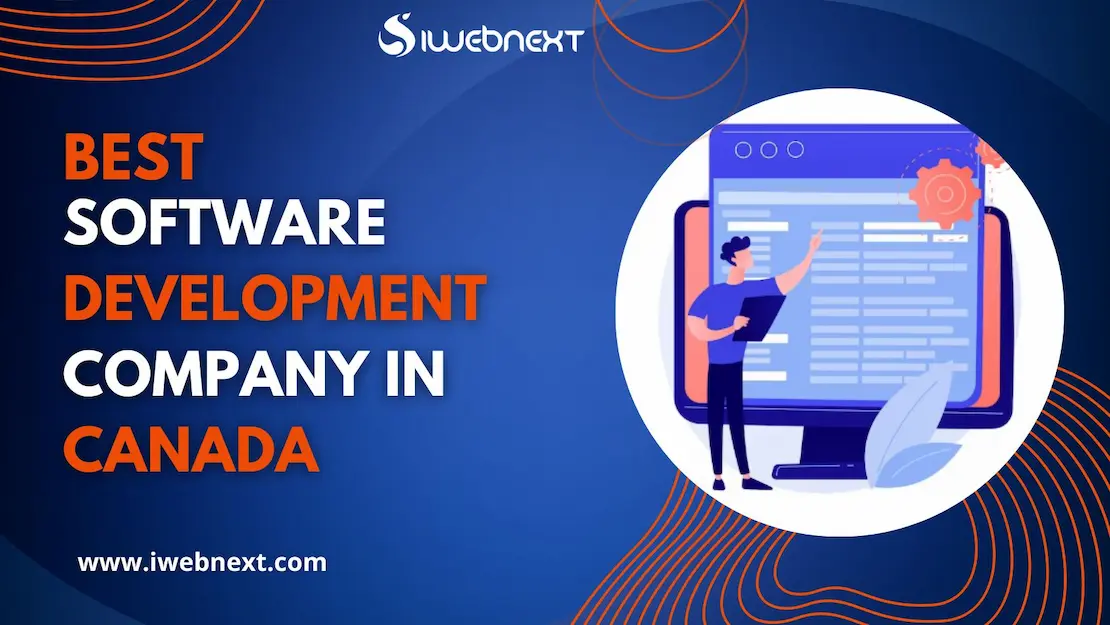 IWEBNEXT
BEST
SOFTWARE
DEVELOPMENT
COMPANY IN
CANADA
www.iwebnext.com